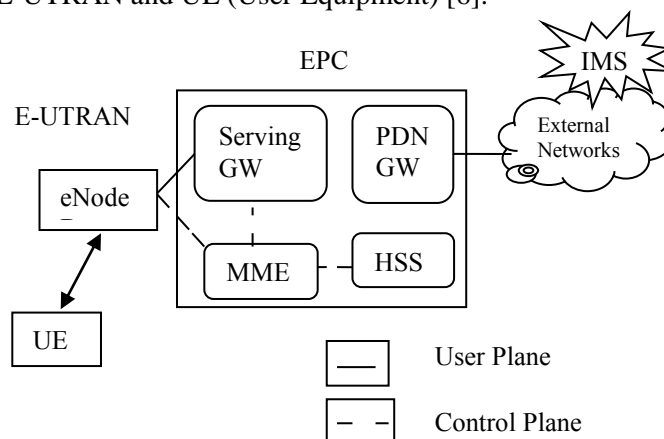 E-UTRAN and UE (User Equipment) [6].
EPC
IMS
E-UTRAN
Serving
GW
PDN
GW
External
Networks
eNode
MME
HSS
UE
User Plane
Control Plane